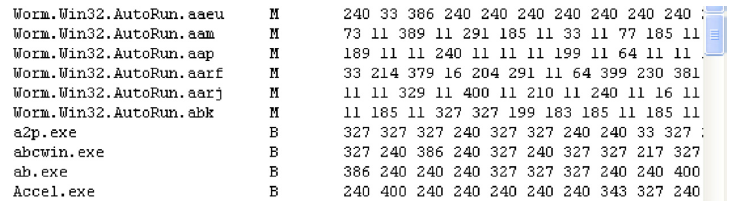 Worm.Win32.AutoRun.aaeu M 240 33 386 240 240 240 240 240 240 240
Worm.Win32.AutoRun.aam M 73 11 389 11 291 185 11 33 11 77 185 11
Worm.Win32.AutoRun.aap M 189 11 11 240 11 11 11 199 11 64 11 11
Worm.Win32.AutoRun.aarf M 33 214 379 16 204 291 11 64 399 230 381
Worm.Win32.AutoRun.aarj M 11 11 329 11 400 11 210 11 240 11 16 11
Worm.Win32.AutoRun.abk M 11 185 11 327 327 199 183 185 11 185 11
a2p.exe B 327 327 327 240 327 327 240 240 33 327
abcwin.exe B 327 240 386 240 327 240 327 327 217 327
ab.exe B 386 240 240 240 327 327 327 240 240 400
Accel.exe B 240 400 240 240 240 240 240 343 327 240